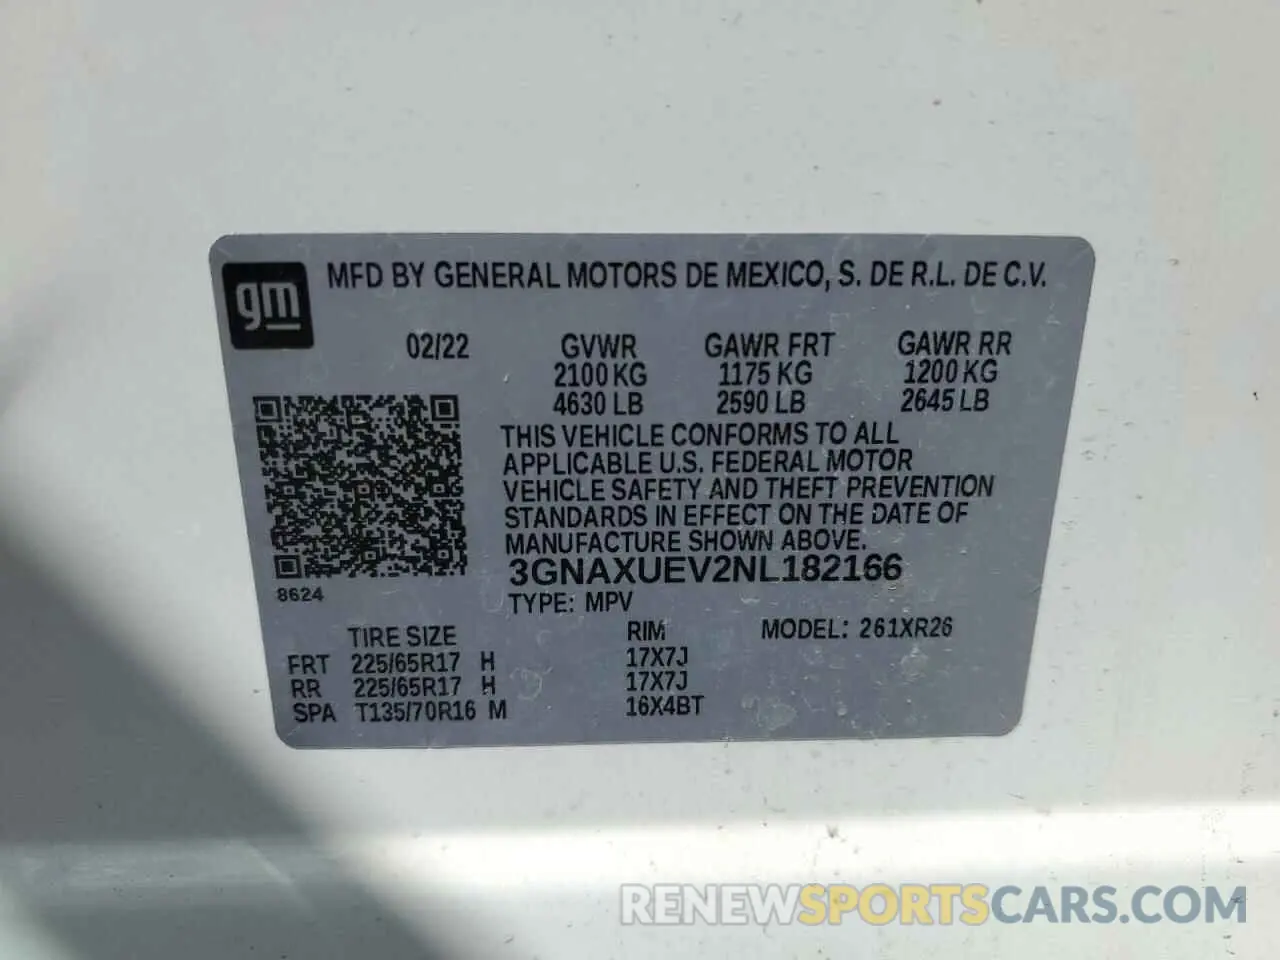 gm MFD BY GENERAL MOTORS DE MEXICO, S. DE R.L. DE C.V.
02/22 GVWR GAWR FRT GAWR RR
2100 KG 1175 KG 1200 KG
4630 LB 2590 LB 2645 LB
THIS VEHICLE CONFORMS TO ALL
APPLICABLE U.S. FEDERAL MOTOR
VEHICLE SAFETY AND THEFT PREVENTION
STANDARDS IN EFFECT ON THE DATE OF
MANUFACTURE SHOWN ABOVE.
3GNAXUEV2NL182166
8624
TYPE: MPV
TIRE SIZE RIM MODEL: 261XR26
FRT 225/65R17 H 17X7J
RR 225/65R17 H 17X7J
SPA T135/70R16 M 16X4BT
RENEWSPORTSCARS.COM